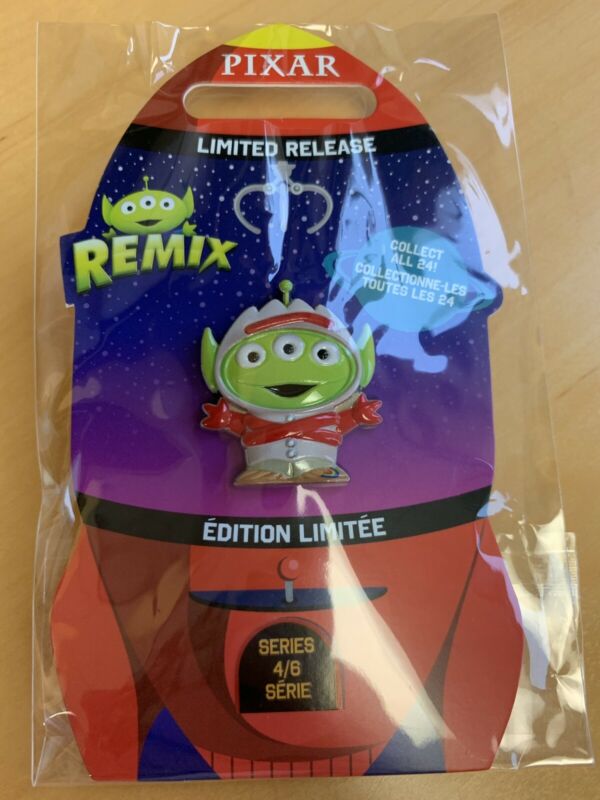 PIXAR
LIMITED RELEASE
REMIX
COLLECT
ALL 24!
COLLECTIONNE-LES
TOUTES LES 24
ÉDITION LIMITÉE
SERIES
4/6
SÉRIE